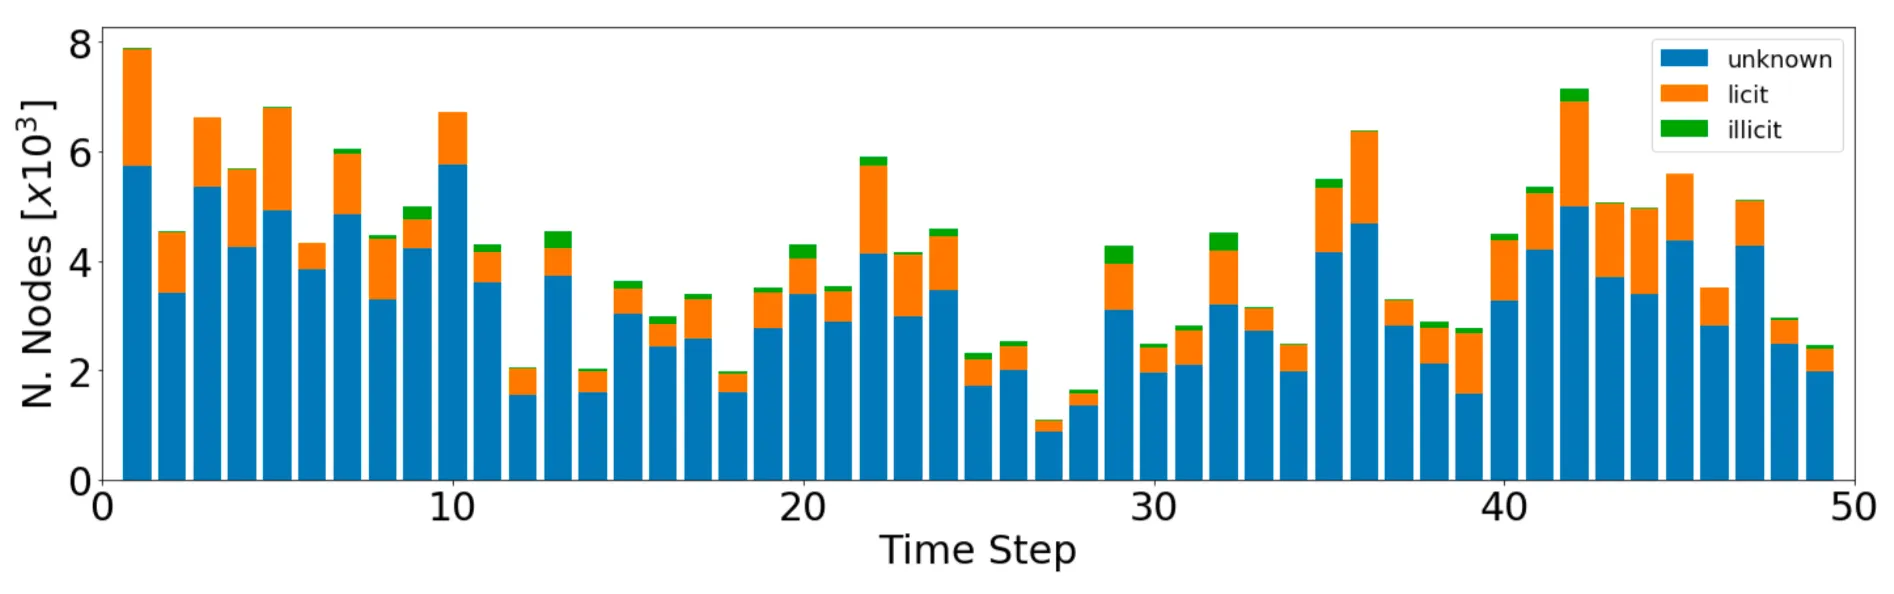 N. Nodes [x10³]
8
6
4
2
0
0 10 20 30 40 50
Time Step
unknown
licit
illicit